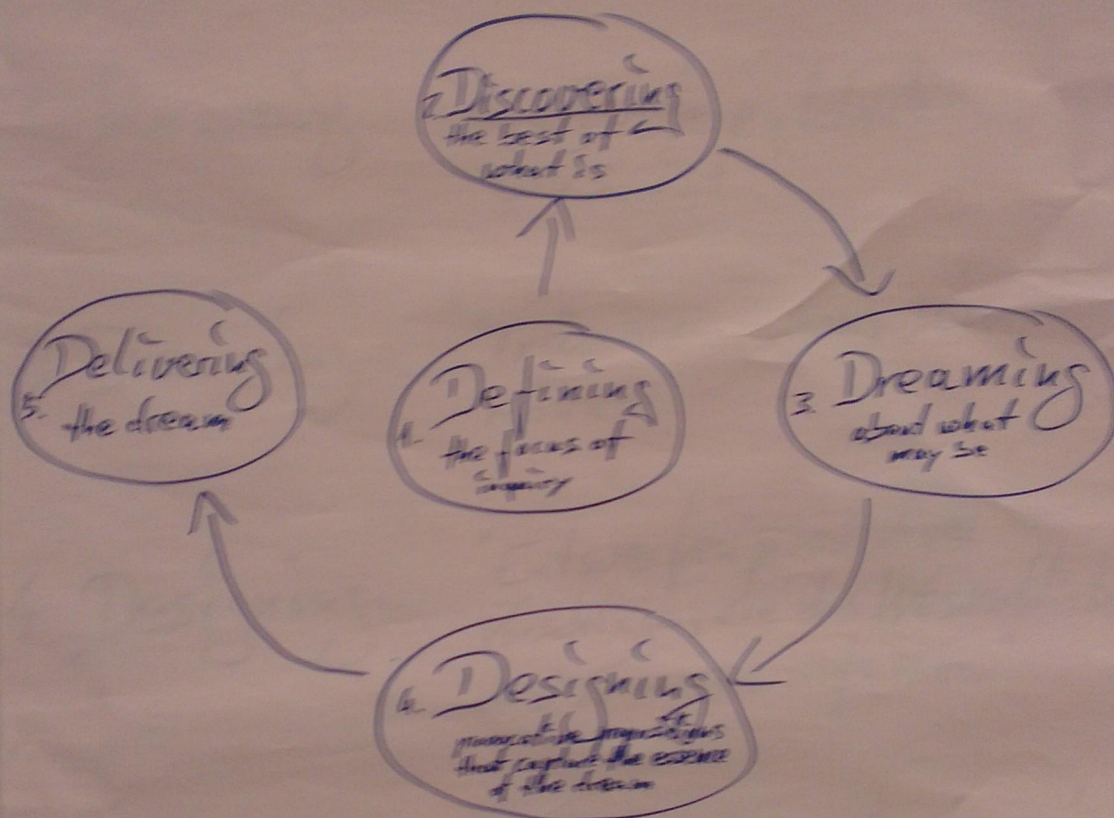 1. Defining
the focus of
inquiry
2. Discovering
the best of
what is
3. Dreaming
about what
may be
4. Designing
that capture the essence
of the dream
5. Delivering
the dream